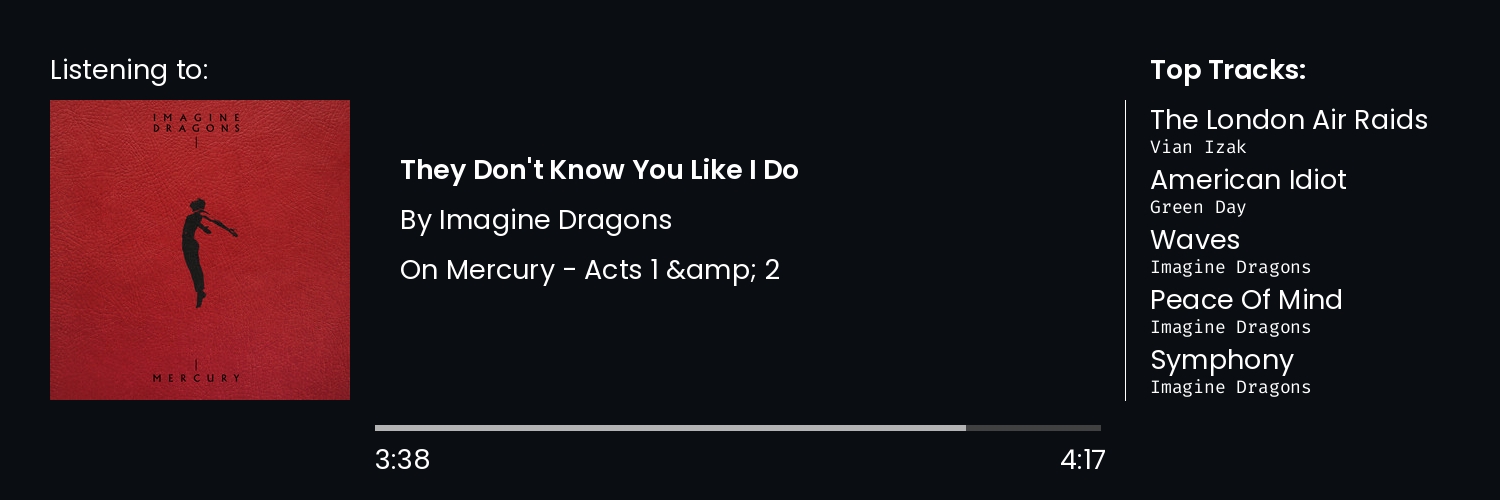 Listening to:
IMAGINE
DRAGONS
MERCURY
They Don't Know You Like I Do
By Imagine Dragons
On Mercury - Acts 1 &amp;amp; 2
3:38
4:17
Top Tracks:
The London Air Raids
Vian Izak
American Idiot
Green Day
Waves
Imagine Dragons
Peace Of Mind
Imagine Dragons
Symphony
Imagine Dragons